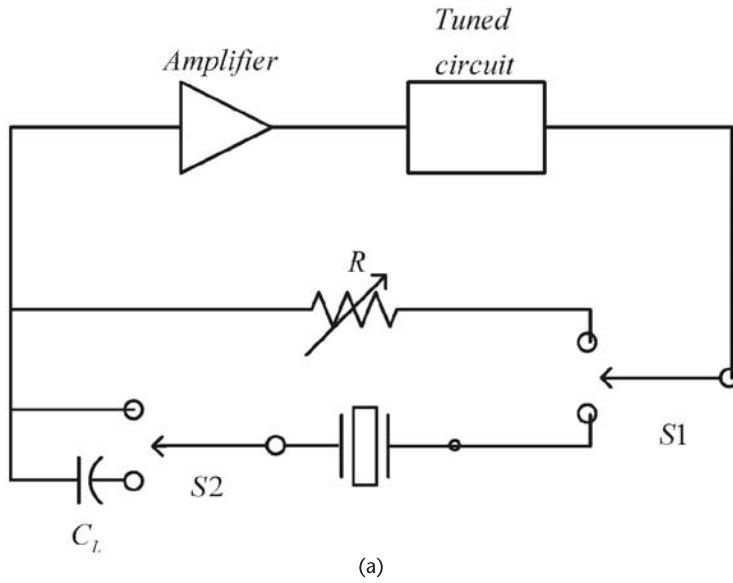 Tuned
circuit
Amplifier
R
S1
S2
C_L
(a)